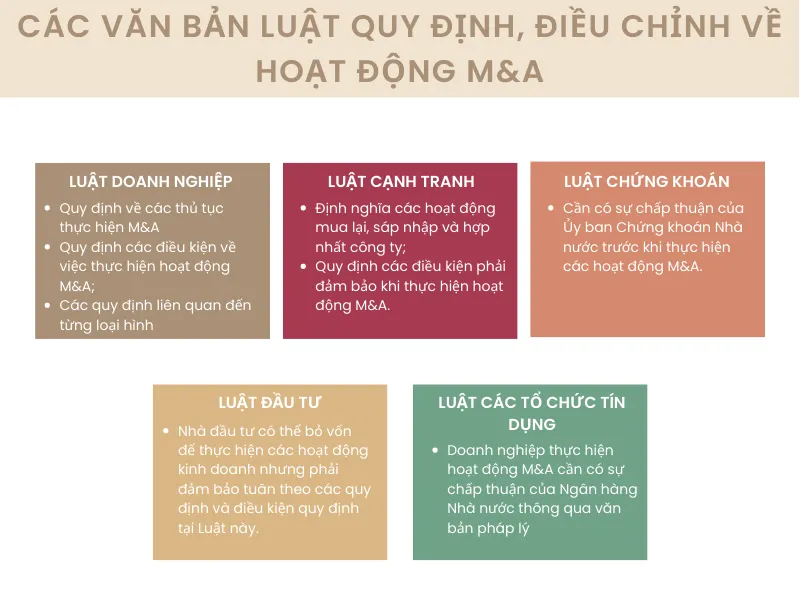 CÁC VĂN BẢN LUẬT QUY ĐỊNH, ĐIỀU CHỈNH VỀ
HOẠT ĐỘNG M&A
LUẬT DOANH NGHIỆP
• Quy định về các thủ tục
thực hiện M&A
• Quy định các điều kiện về
việc thực hiện hoạt động
M&A;
• Các quy định liên quan đến
từng loại hình
LUẬT CẠNH TRANH
• Định nghĩa các hoạt động
mua lại, sáp nhập và hợp
nhất công ty;
• Quy định các điều kiện phải
đảm bảo khi thực hiện hoạt
động M&A.
LUẬT CHỨNG KHOÁN
• Cần có sự chấp thuận của
Ủy ban Chứng khoán Nhà
nước trước khi thực hiện
các hoạt động M&A.
LUẬT ĐẦU TƯ
• Nhà đầu tư có thể bỏ vốn
để thực hiện các hoạt động
kinh doanh nhưng phải
đảm bảo tuân theo các quy
định và điều kiện quy định
tại Luật này.
LUẬT CÁC TỔ CHỨC TÍN
DỤNG
• Doanh nghiệp thực hiện
hoạt động M&A cần có sự
chấp thuận của Ngân hàng
Nhà nước thông qua văn
bản pháp lý